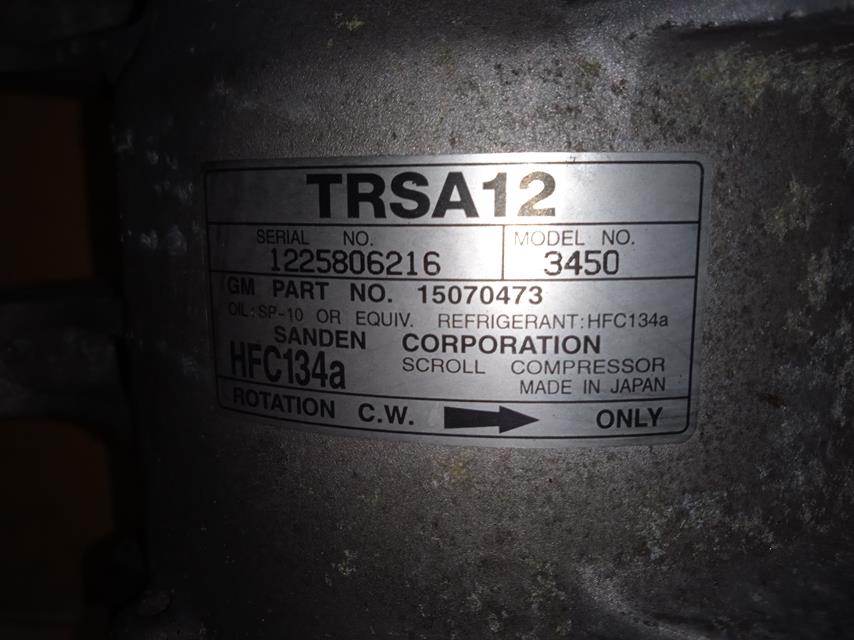 TRSA12
SERIAL NO. MODEL NO.
1225806216 3450
GM PART NO. 15070473
OIL:SP-10 OR EQUIV. REFRIGERANT:HFC134a
SANDEN CORPORATION
HFC134a SCROLL COMPRESSOR
MADE IN JAPAN
ROTATION C.W. ONLY